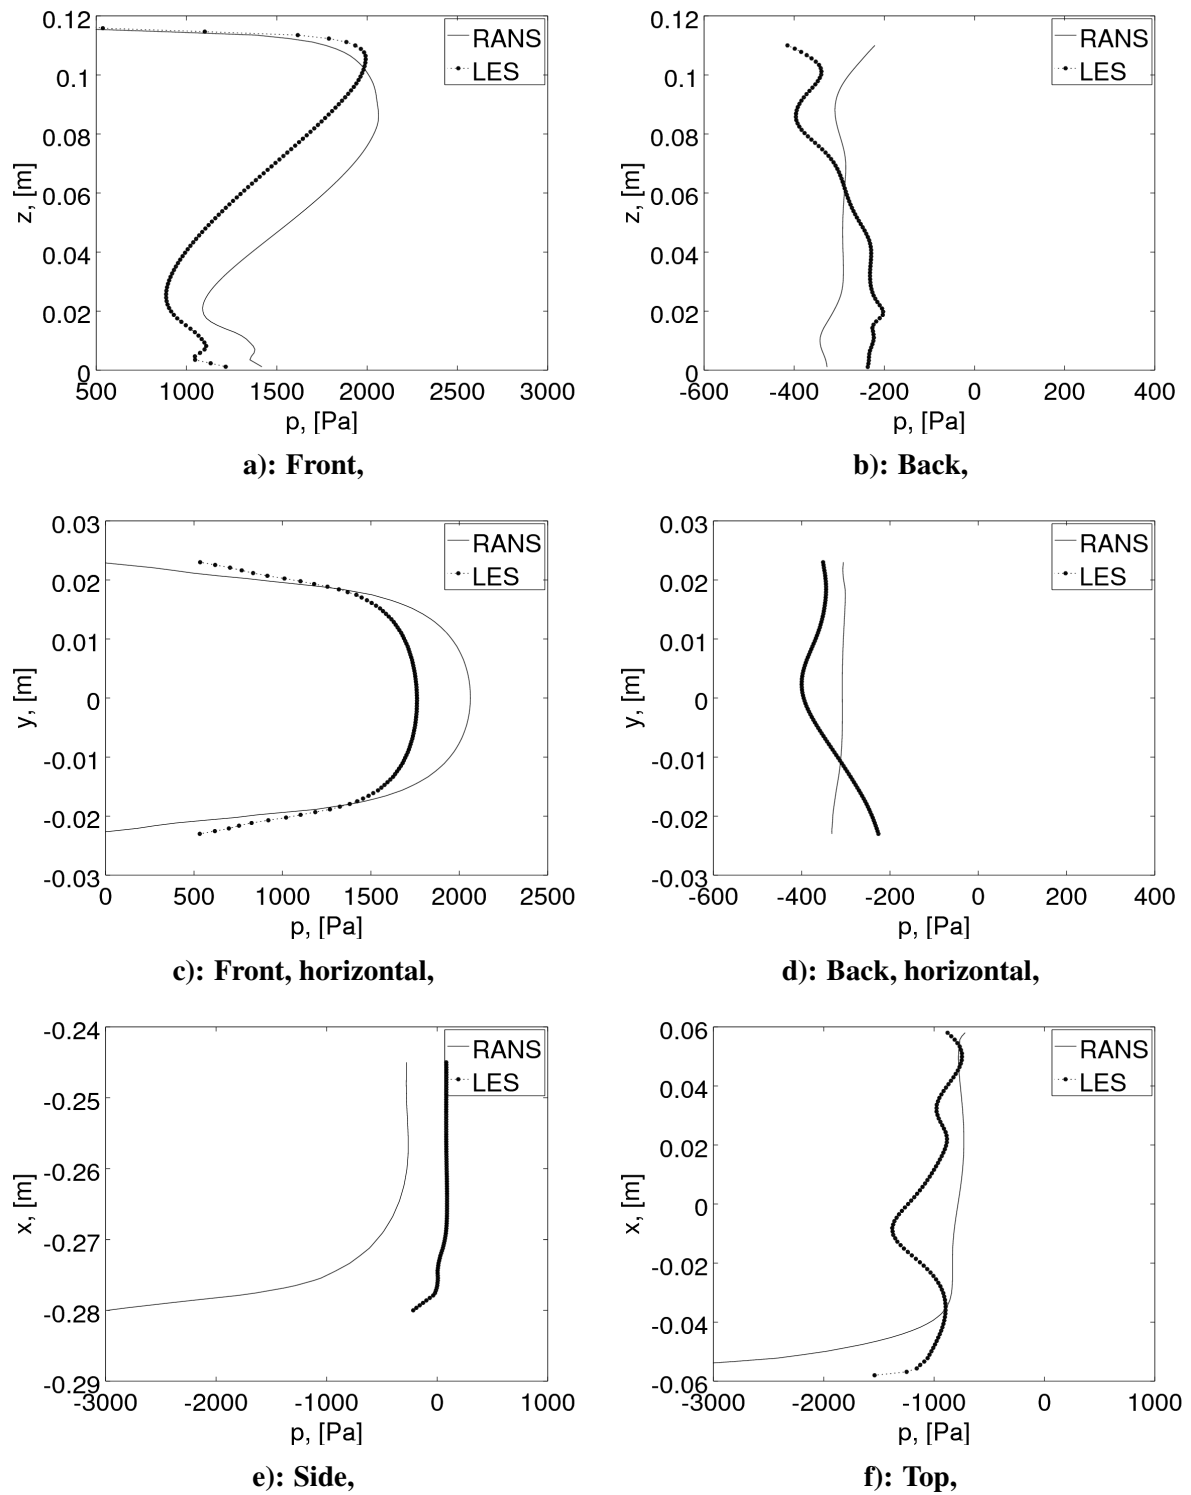 0.12
0.1
0.08
0.06
0.04
0.02
0
z, [m]
500 1000 1500 2000 2500 3000
p, [Pa]
RANS
LES
a): Front,
0.12
0.1
0.08
0.06
0.04
0.02
0
z, [m]
-600 -400 -200 0 200 400
p, [Pa]
RANS
LES
b): Back,
0.03
0.02
0.01
0
-0.01
-0.02
-0.03
y, [m]
0 500 1000 1500 2000 2500
p, [Pa]
RANS
LES
c): Front, horizontal,
0.03
0.02
0.01
0
-0.01
-0.02
-0.03
y, [m]
-600 -400 -200 0 200 400
p, [Pa]
RANS
LES
d): Back, horizontal,
-0.24
-0.25
-0.26
-0.27
-0.28
-0.29
x, [m]
-3000 -2000 -1000 0 1000
p, [Pa]
RANS
LES
e): Side,
0.06
0.04
0.02
0
-0.02
-0.04
-0.06
x, [m]
-3000 -2000 -1000 0 1000
p, [Pa]
RANS
LES
f): Top,